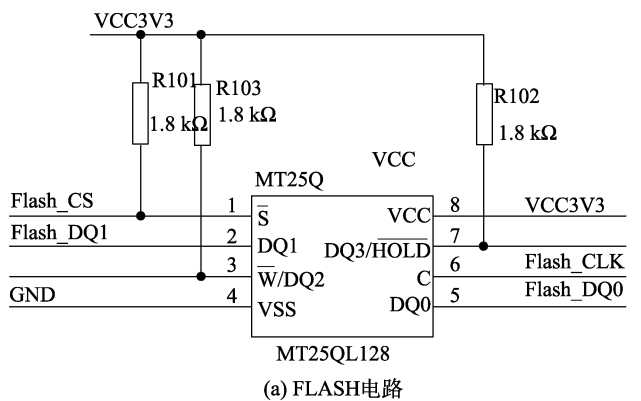 VCC3V3
R101
1.8 kΩ
R103
1.8 kΩ
R102
1.8 kΩ
VCC
MT25Q
Flash_CS 1 S̅ VCC 8 VCC3V3
Flash_DQ1 2 DQ1 DQ3/H̅O̅L̅D̅ 7
3 W̅/DQ2 C 6 Flash_CLK
GND 4 VSS DQ0 5 Flash_DQ0
MT25QL128
(a) FLASH电路